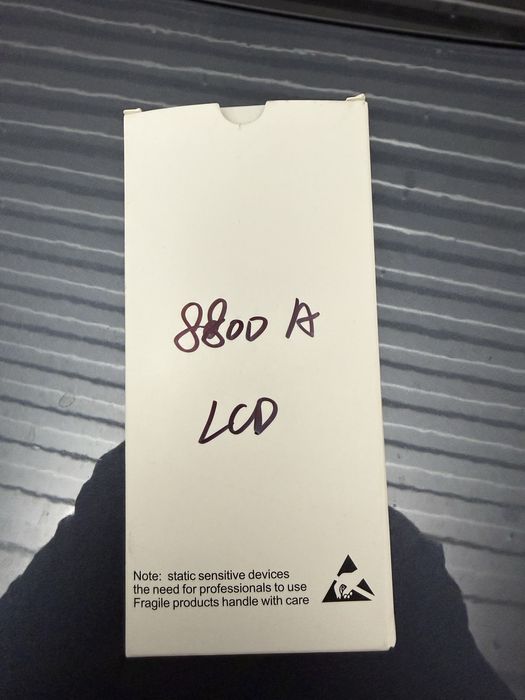 8800 A
LCD
Note: static sensitive devices
the need for professionals to use
Fragile products handle with care